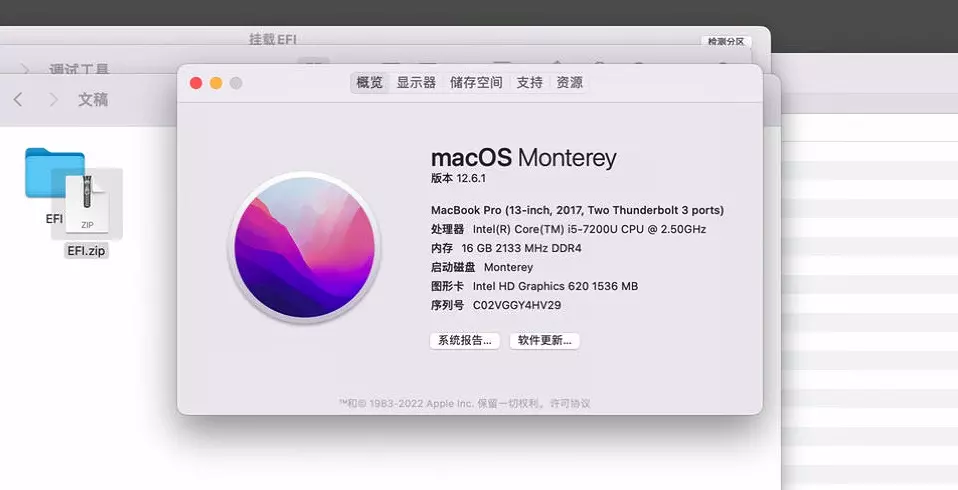 挂载EFI
检测分区
调试工具
文稿
概览 显示器 储存空间 支持 资源
macOS Monterey
版本 12.6.1
MacBook Pro (13-inch, 2017, Two Thunderbolt 3 ports)
处理器 Intel(R) Core(TM) i5-7200U CPU @ 2.50GHz
内存 16 GB 2133 MHz DDR4
启动磁盘 Monterey
图形卡 Intel HD Graphics 620 1536 MB
序列号 C02VGGY4HV29
系统报告... 软件更新...
™和© 1983-2022 Apple Inc. 保留一切权利。许可协议
EFI
ZIP
EFI.zip